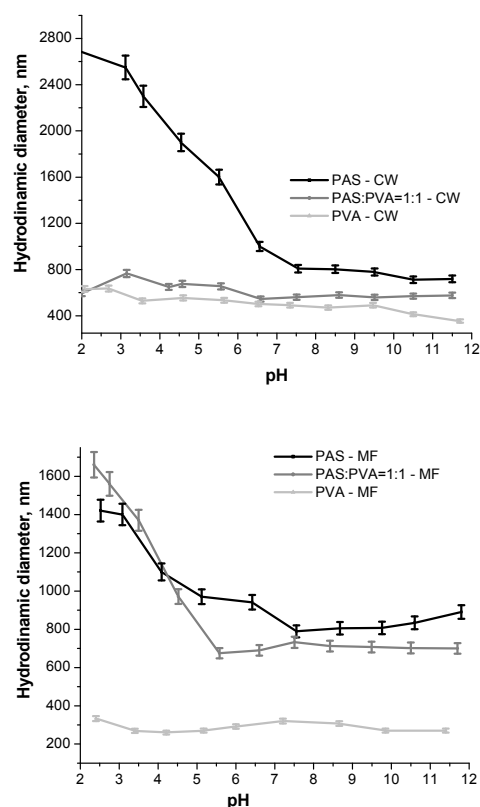 2800
2400
2000
1600
1200
800
400
Hydrodinamic diameter, nm
PAS - CW
PAS:PVA=1:1 - CW
PVA - CW
2 3 4 5 6 7 8 9 10 11 12
pH
1600
1400
1200
1000
800
600
400
200
Hydrodinamic diameter, nm
PAS - MF
PAS:PVA=1:1 - MF
PVA - MF
2 3 4 5 6 7 8 9 10 11 12
pH